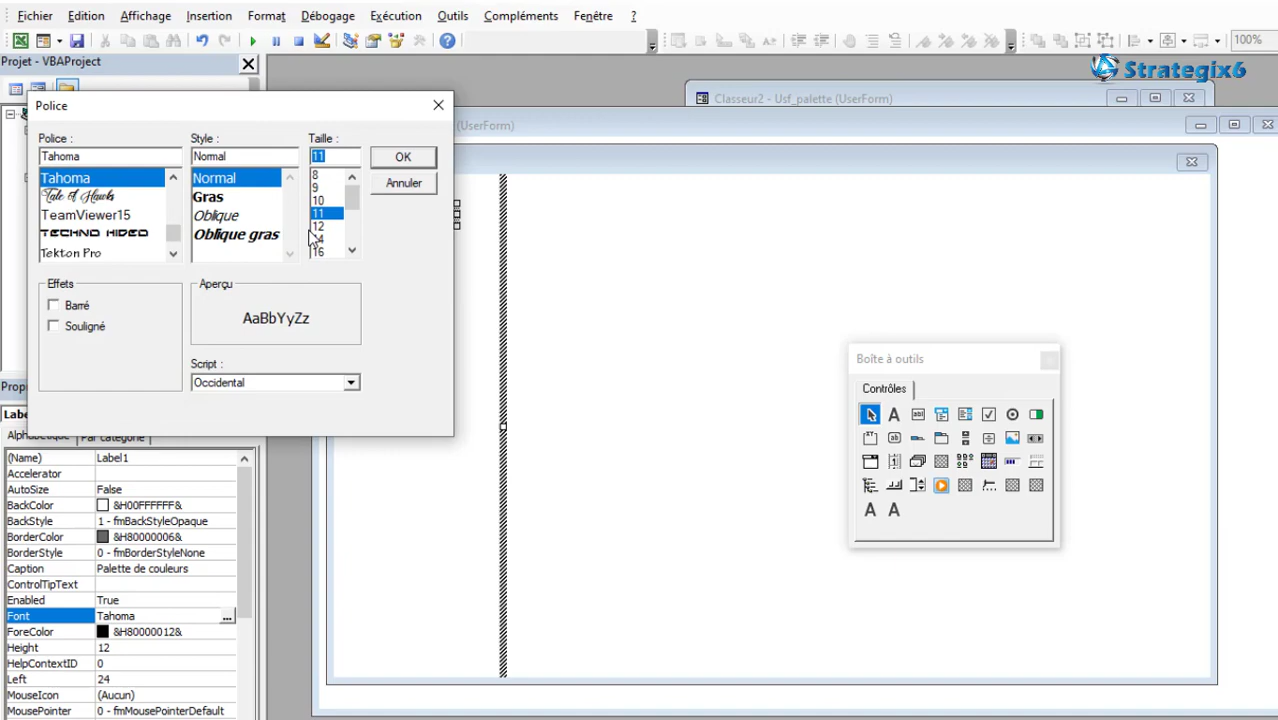 Fichier Edition Affichage Insertion Format Débogage Exécution Outils Compléments Fenêtre ?
100%
Projet - VBAProject
Strategix6
Classeur2 - Usf_palette (UserForm)
(UserForm)
Police
Police : Style : Taille :
Tahoma Normal 11 OK
Tahoma Normal 8
Tale of Hawks Gras 9 Annuler
TeamViewer15 Oblique 10
TECHNO HIDEO Oblique gras 11
Tekton Pro 12
16
Effets Aperçu
Barré
Souligné AaBbYyZz
Script :
Occidental
Boîte à outils
Contrôles
Alphabétique Par catégorie
(Name) Label1
Accelerator
AutoSize False
BackColor &H00FFFFFF&
BackStyle 1 - fmBackStyleOpaque
BorderColor &H80000006&
BorderStyle 0 - fmBorderStyleNone
Caption Palette de couleurs
ControlTipText
Enabled True
Font Tahoma ...
ForeColor &H80000012&
Height 12
HelpContextID 0
Left 24
MouseIcon (Aucun)
MousePointer 0 - fmMousePointerDefault